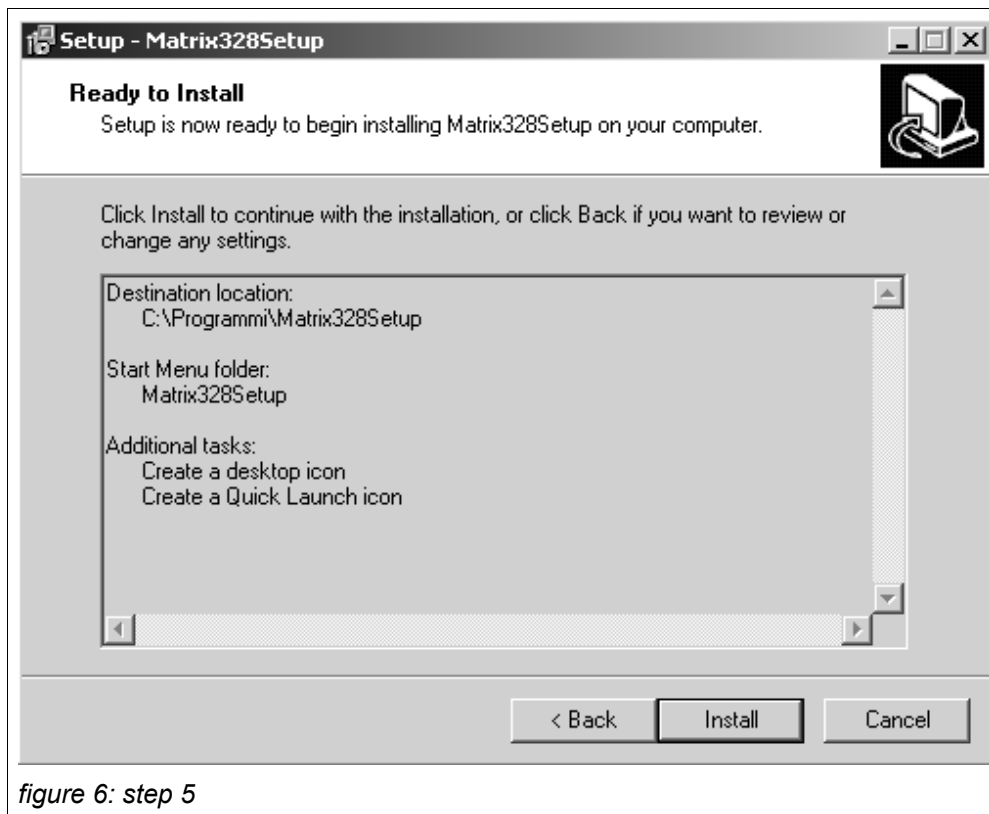 Setup - Matrix328Setup
Ready to Install
Setup is now ready to begin installing Matrix328Setup on your computer.
Click Install to continue with the installation, or click Back if you want to review or
change any settings.
Destination location:
C:\Programmi\Matrix328Setup
Start Menu folder:
Matrix328Setup
Additional tasks:
Create a desktop icon
Create a Quick Launch icon
< Back Install Cancel
figure 6: step 5